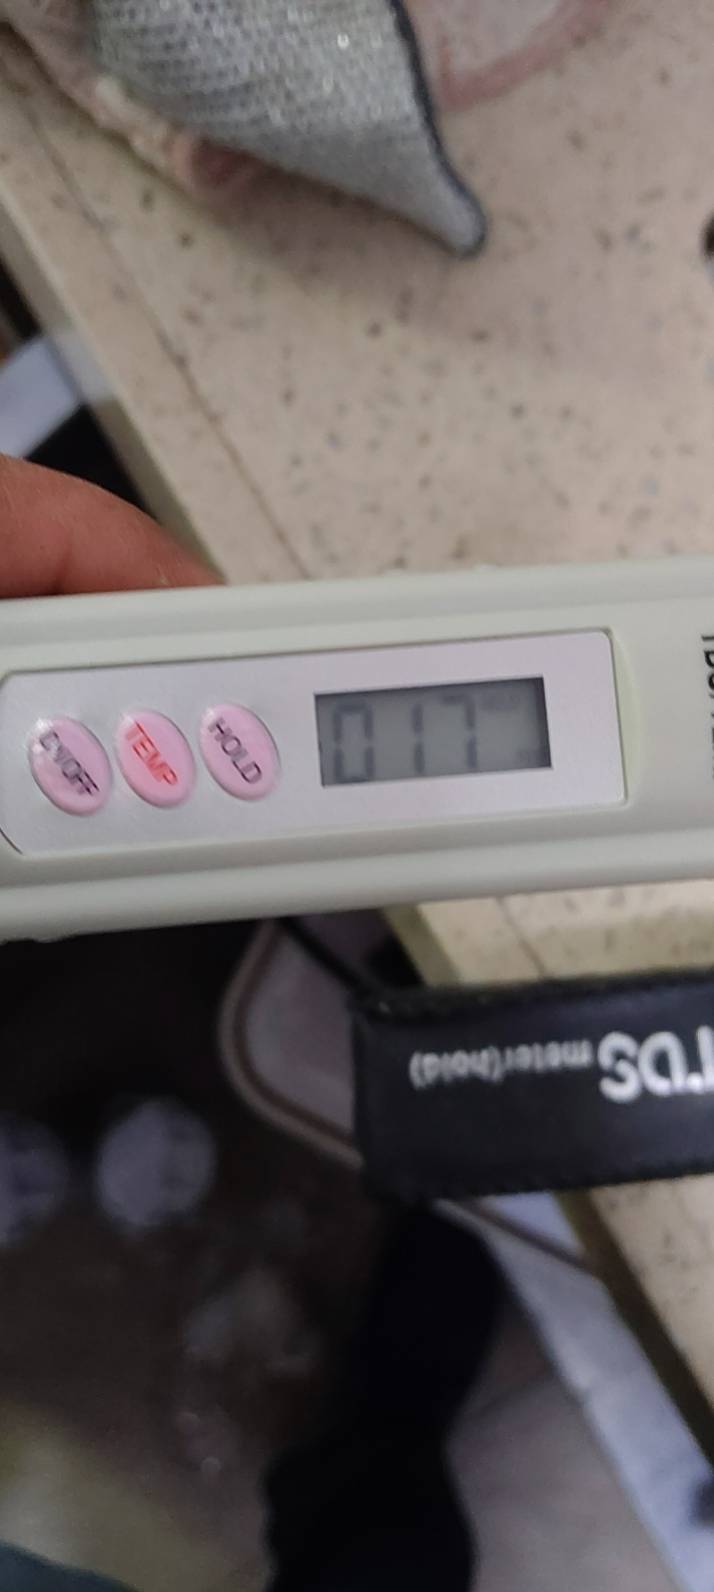 ON/OFF
TEMP
HOLD
017
TDS
meter(hold)